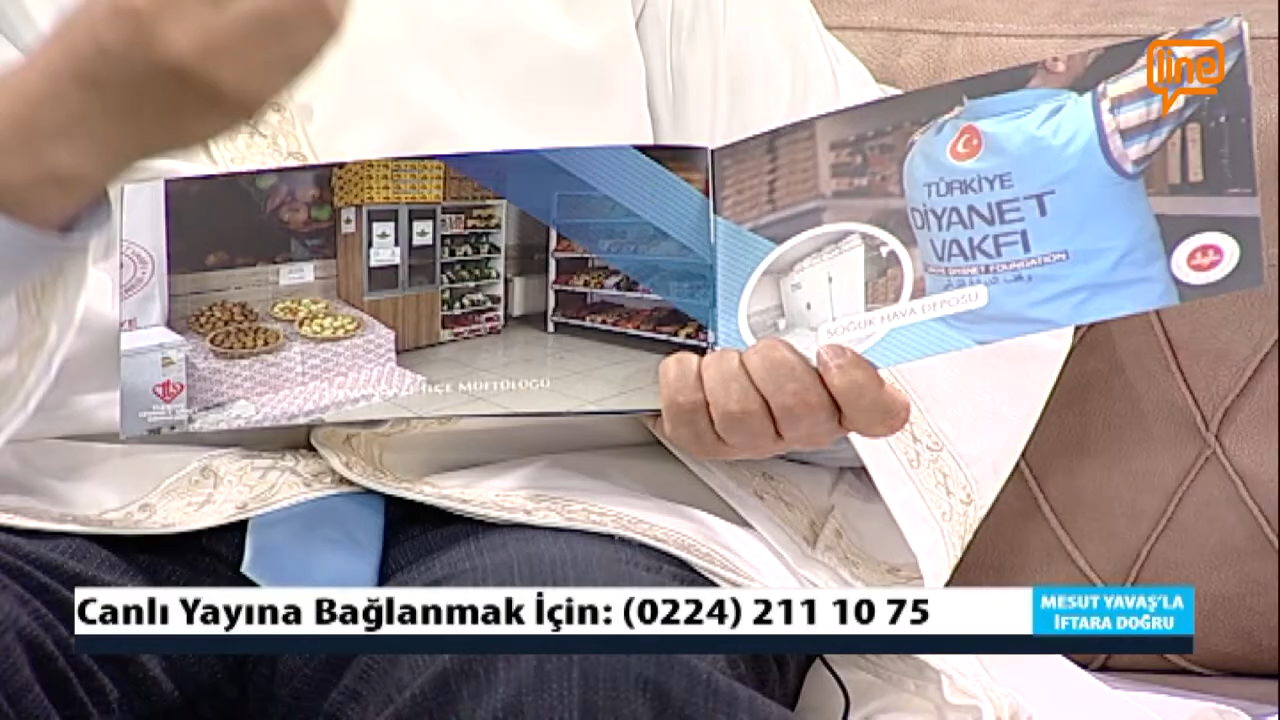 line
TÜRKİYE
DİYANET
VAKFI
SOĞUK HAVA DEPOSU
İLÇE MÜFTÜLÜĞÜ
Canlı Yayına Bağlanmak İçin: (0224) 211 10 75
MESUT YAVAŞ'LA
İFTARA DOĞRU